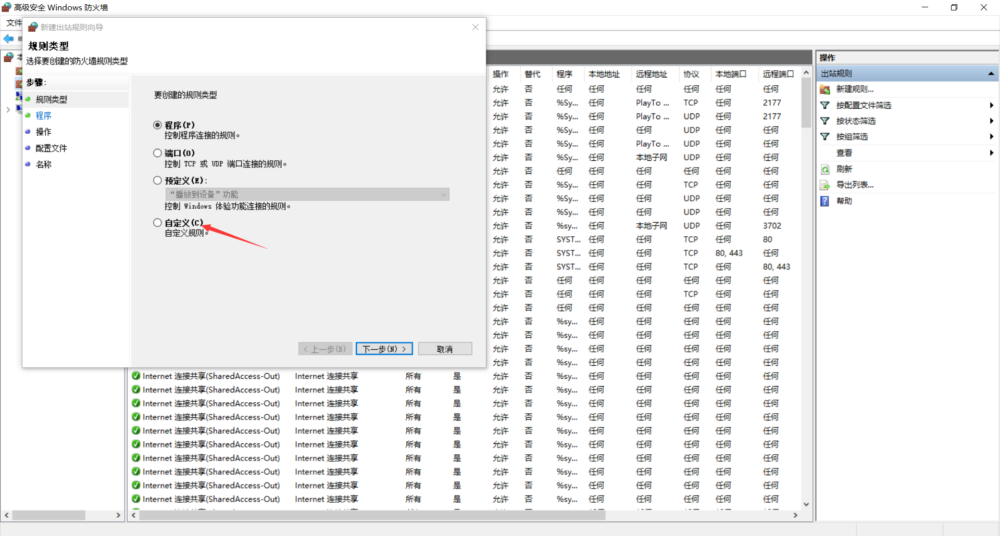 高级安全 Windows 防火墙
文件
新建出站规则向导
规则类型
选择要创建的防火墙规则类型
步骤:
规则类型
程序
操作
配置文件
名称
要创建的规则类型
程序(P)
控制程序连接的规则。
端口(O)
控制 TCP 或 UDP 端口连接的规则。
预定义(E):
“播放到设备”功能
控制 Windows 体验功能连接的规则。
自定义(C)
自定义规则。
< 上一步(B)
下一步(N) >
取消
操作 替代 程序 本地地址 远程地址 协议 本地端口 远程端口
允许 否 任何 任何 任何 任何 任何 任何
允许 否 %Sy... 任何 PlayTo ... TCP 任何 2177
允许 否 %Sy... 任何 PlayTo ... UDP 任何 2177
允许 否 %Sy... 任何 任何 UDP 任何 任何
允许 否 %Sy... 任何 PlayTo ... UDP 任何 任何
允许 否 %Sy... 任何 本地子网 UDP 任何 任何
允许 否 任何 任何 任何 任何 任何 任何
允许 否 %Sy... 任何 任何 TCP 任何 任何
允许 否 %Sy... 任何 任何 UDP 任何 任何
允许 否 %Sy... 任何 任何 UDP 任何 任何
允许 否 %sy... 任何 本地子网 UDP 任何 3702
允许 否 SYST... 任何 任何 TCP 任何 80
允许 否 SYST... 任何 任何 TCP 80, 443 任何
允许 否 SYST... 任何 任何 TCP 任何 80, 443
允许 否 任何 任何 任何 任何 任何 任何
允许 否 任何 任何 任何 TCP 任何 任何
允许 否 任何 任何 任何 任何 任何 任何
允许 否 %sy... 任何 任何 任何 任何 任何
允许 否 %sy... 任何 任何 任何 任何 任何
允许 否 %sy... 任何 任何 任何 任何 任何
允许 否 %sy... 任何 任何 任何 任何 任何
Internet 连接共享(SharedAccess-Out) Internet 连接共享 所有 是 允许 否 %sy... 任何 任何 任何 任何 任何
Internet 连接共享(SharedAccess-Out) Internet 连接共享 所有 是 允许 否 %sy... 任何 任何 任何 任何 任何
Internet 连接共享(SharedAccess-Out) Internet 连接共享 所有 是 允许 否 %sy... 任何 任何 任何 任何 任何
Internet 连接共享(SharedAccess-Out) Internet 连接共享 所有 是 允许 否 %sy... 任何 任何 任何 任何 任何
Internet 连接共享(SharedAccess-Out) Internet 连接共享 所有 是 允许 否 %sy... 任何 任何 任何 任何 任何
Internet 连接共享(SharedAccess-Out) Internet 连接共享 所有 是 允许 否 %sy... 任何 任何 任何 任何 任何
Internet 连接共享(SharedAccess-Out) Internet 连接共享 所有 是 允许 否 %sy... 任何 任何 任何 任何 任何
Internet 连接共享(SharedAccess-Out) Internet 连接共享 所有 是 允许 否 %sy... 任何 任何 任何 任何 任何
Internet 连接共享(SharedAccess-Out) Internet 连接共享 所有 是 允许 否 %sy... 任何 任何 任何 任何 任何
Internet 连接共享(SharedAccess-Out) Internet 连接共享 所有 是 允许 否 %sy... 任何 任何 任何 任何 任何
操作
出站规则
新建规则...
按配置文件筛选
按状态筛选
按组筛选
查看
刷新
导出列表...
帮助